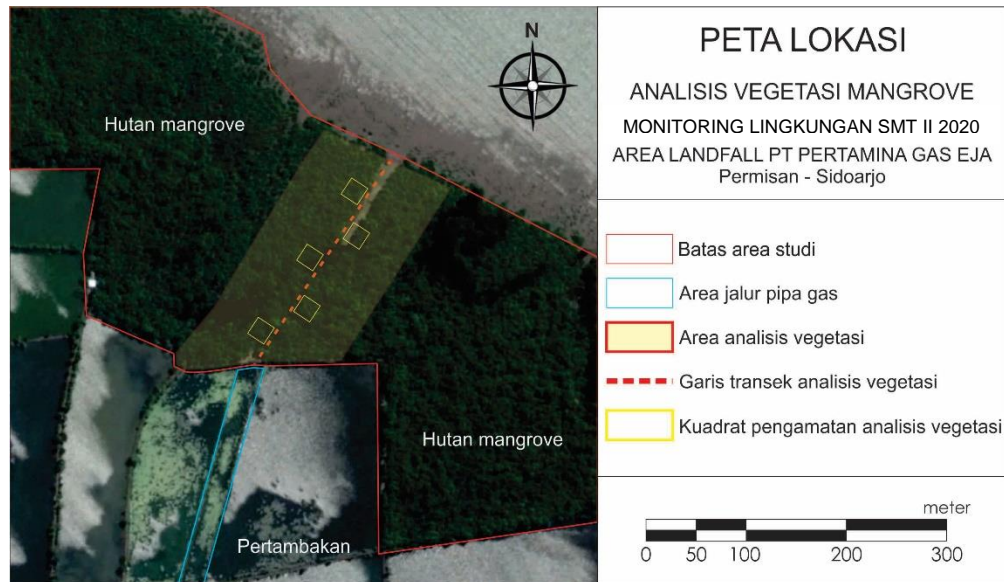 N
Hutan mangrove
Hutan mangrove
Pertambakan
PETA LOKASI
ANALISIS VEGETASI MANGROVE
MONITORING LINGKUNGAN SMT II 2020
AREA LANDFALL PT PERTAMINA GAS EJA
Permisan - Sidoarjo
Batas area studi
Area jalur pipa gas
Area analisis vegetasi
Garis transek analisis vegetasi
Kuadrat pengamatan analisis vegetasi
meter
0 50 100 200 300